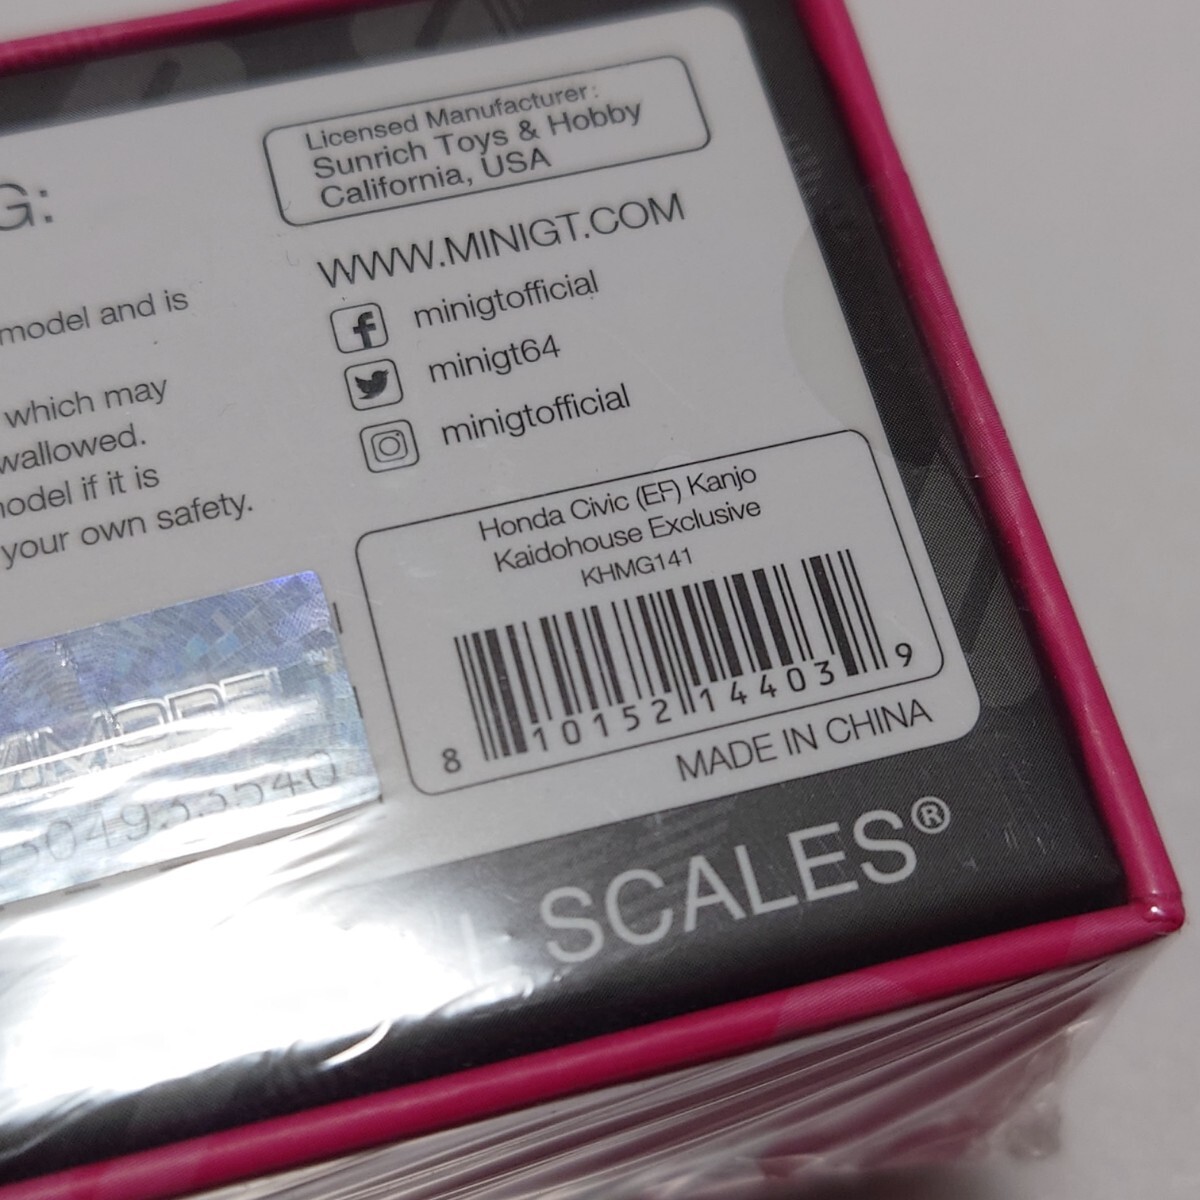 G:
model and is
which may
wallowed.
model if it is
your own safety.
Licensed Manufacturer:
Sunrich Toys & Hobby
California, USA
WWW.MINIGT.COM
minigtofficial
minigt64
minigtofficial
Honda Civic (EF) Kanjo
Kaidohouse Exclusive
KHMG141
8 10152 14403 9
MADE IN CHINA
L SCALES®